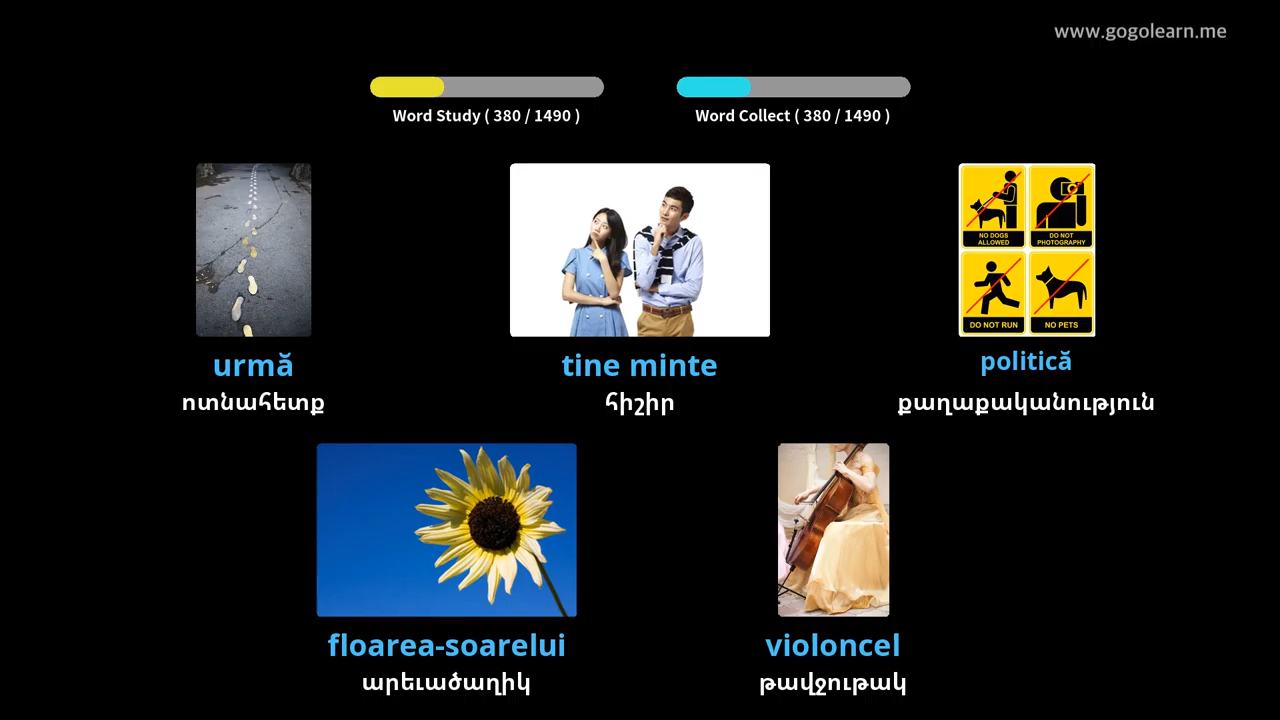 www.gogolearn.me
Word Study ( 380 / 1490 )
Word Collect ( 380 / 1490 )
NO DOGS
ALLOWED
DO NOT
PHOTOGRAPHY
DO NOT RUN
NO PETS
urmă
tine minte
politică
ոտնահետք
հիշիր
քաղաքականություն
floarea-soarelui
violoncel
արեւածաղիկ
թավջութակ